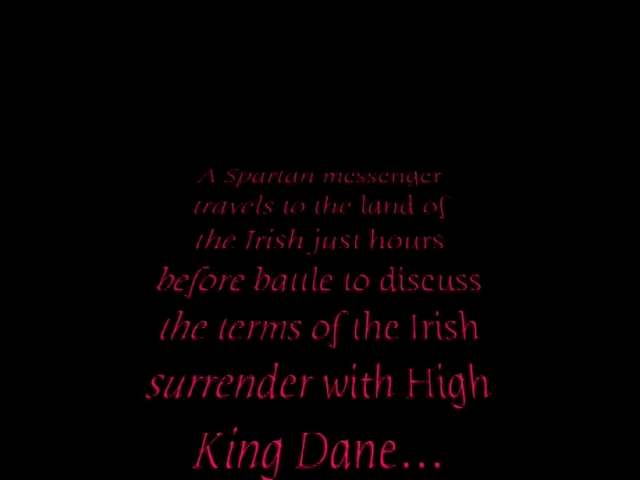 A Spartan messenger
travels to the land of
the Irish just hours
before battle to discuss
the terms of the Irish
surrender with High
King Dane...